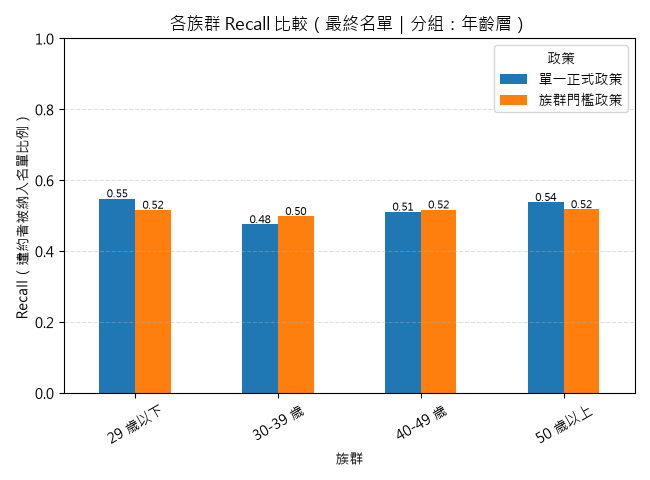 各族群 Recall 比較（最終名單｜分組：年齡層）
政策
單一正式政策
族群門檻政策
Recall（違約者被納入名單比例）
1.0
0.8
0.6
0.4
0.2
0.0
0.55
0.52
0.48
0.50
0.51
0.52
0.54
0.52
29 歲以下
30-39 歲
40-49 歲
50 歲以上
族群